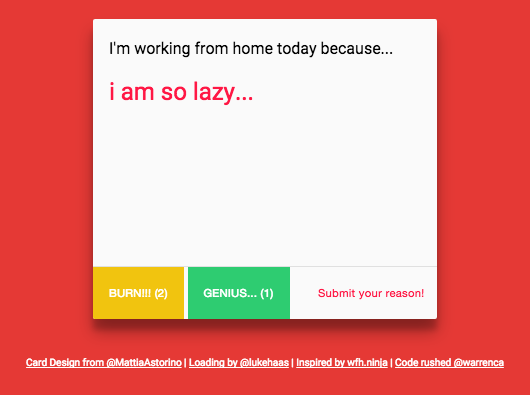 I'm working from home today because...
i am so lazy...
BURN!!! (2) GENIUS... (1) Submit your reason!
Card Design from @MattiaAstorino | Loading by @lukehaas | Inspired by wfh.ninja | Code rushed @warrenca